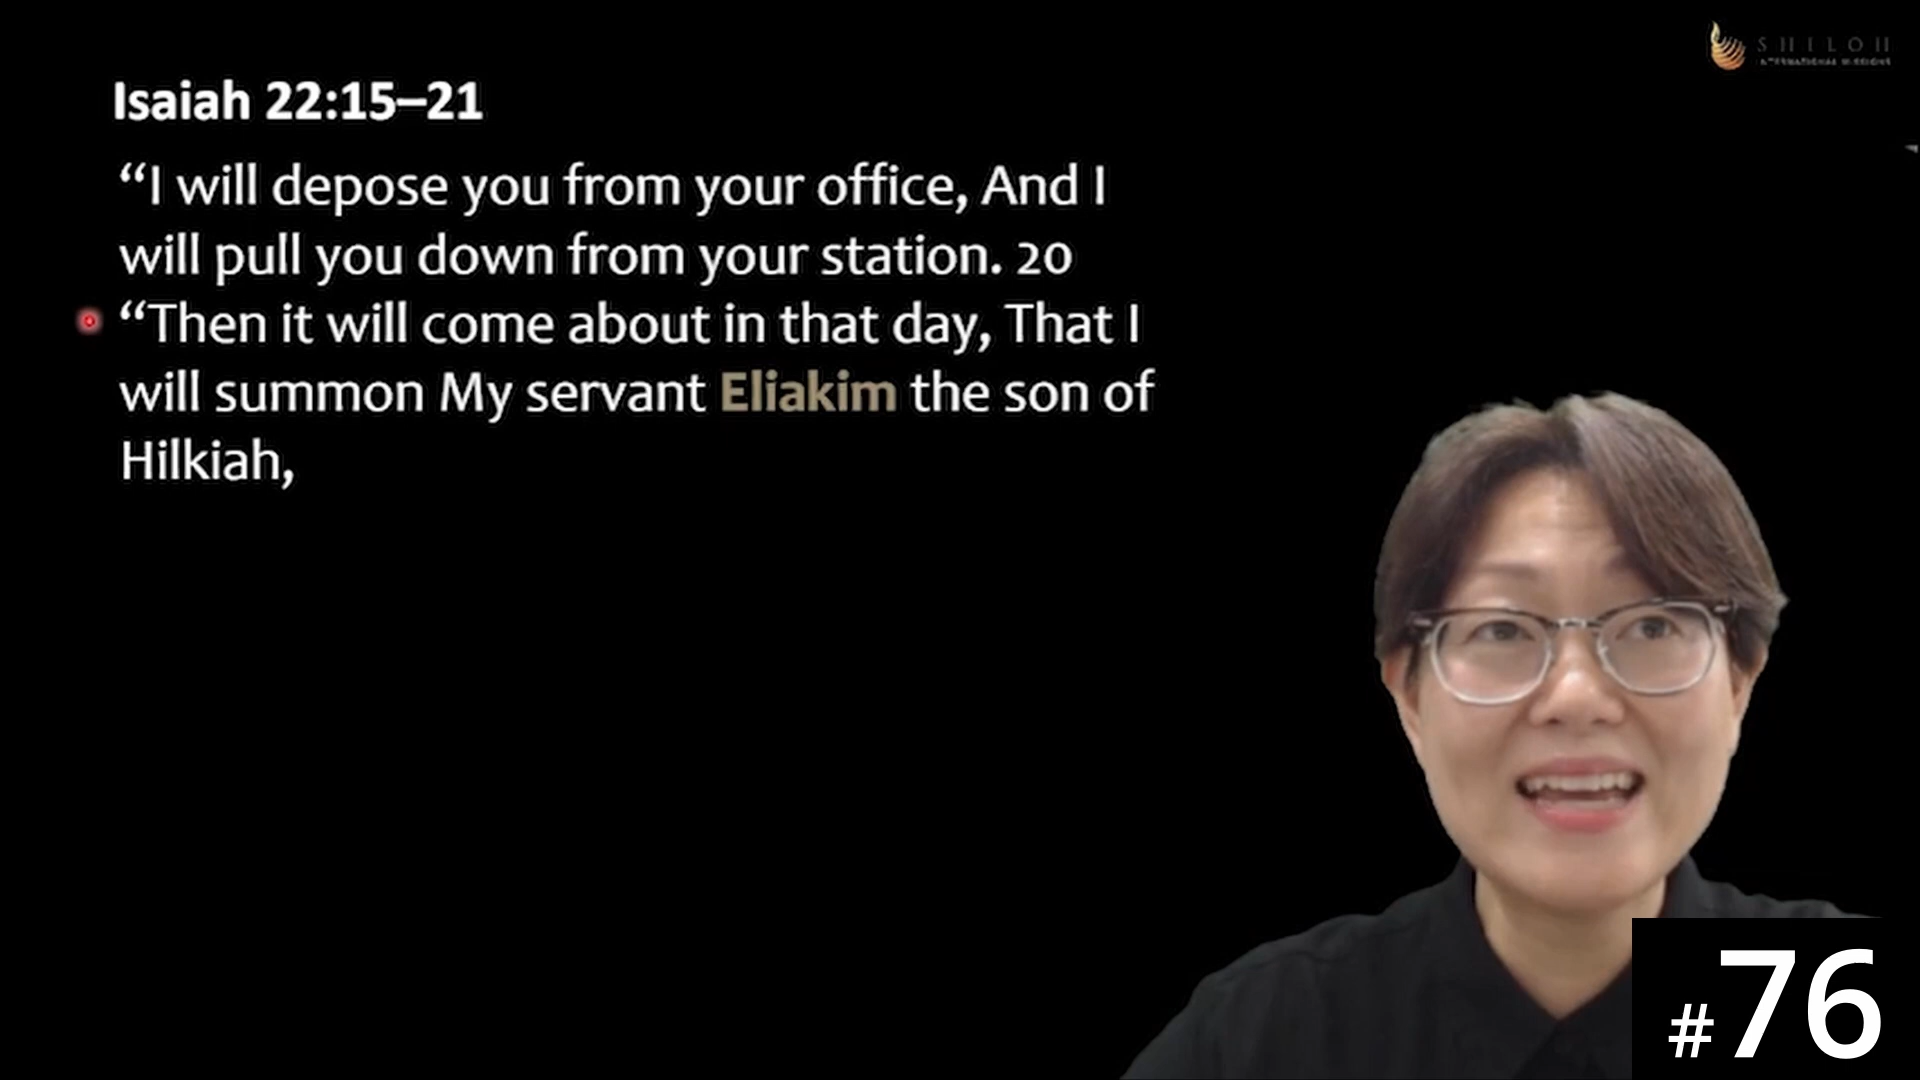 SHILOH
INTERNATIONAL MISSIONS
Isaiah 22:15–21
“I will depose you from your office, And I
will pull you down from your station. 20
“Then it will come about in that day, That I
will summon My servant Eliakim the son of
Hilkiah,
#76